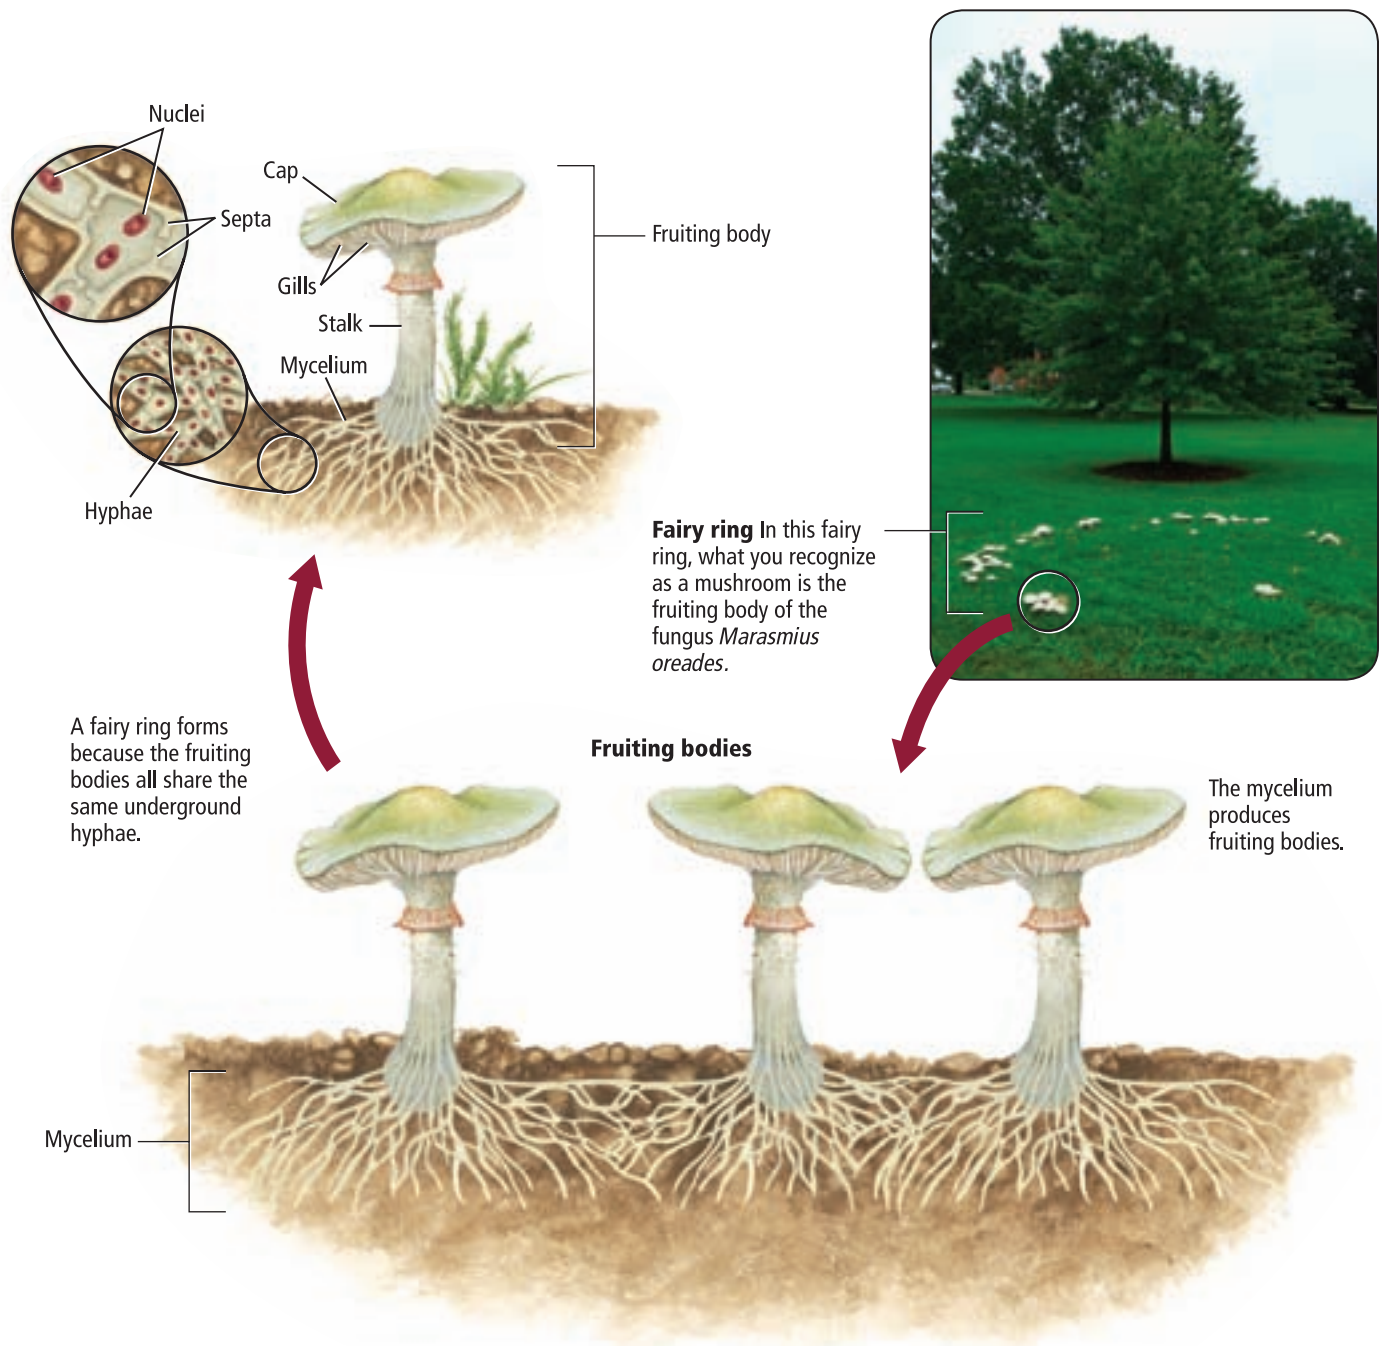 Nuclei
Cap
Septa
Fruiting body
Gills
Stalk
Mycelium
Hyphae
Fairy ring In this fairy
ring, what you recognize
as a mushroom is the
fruiting body of the
fungus Marasmius
oreades.
A fairy ring forms
because the fruiting
bodies all share the
same underground
hyphae.
Fruiting bodies
The mycelium
produces
fruiting bodies.
Mycelium